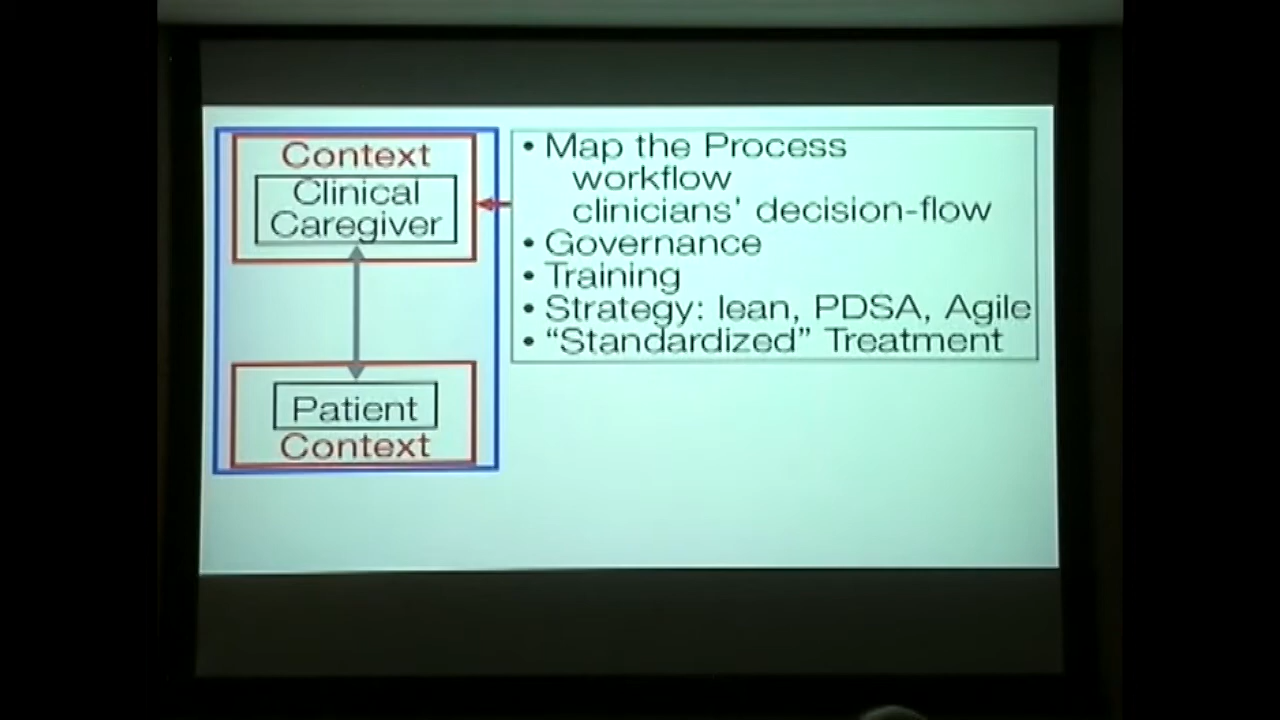 Context
Clinical
Caregiver
Patient
Context
• Map the Process
workflow
clinicians' decision-flow
• Governance
• Training
• Strategy: lean, PDSA, Agile
• “Standardized” Treatment